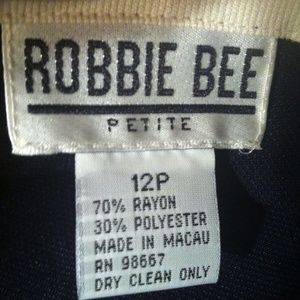 ROBBIE BEE
PETITE
12P
70% RAYON
30% POLYESTER
MADE IN MACAU
RN 98667
DRY CLEAN ONLY